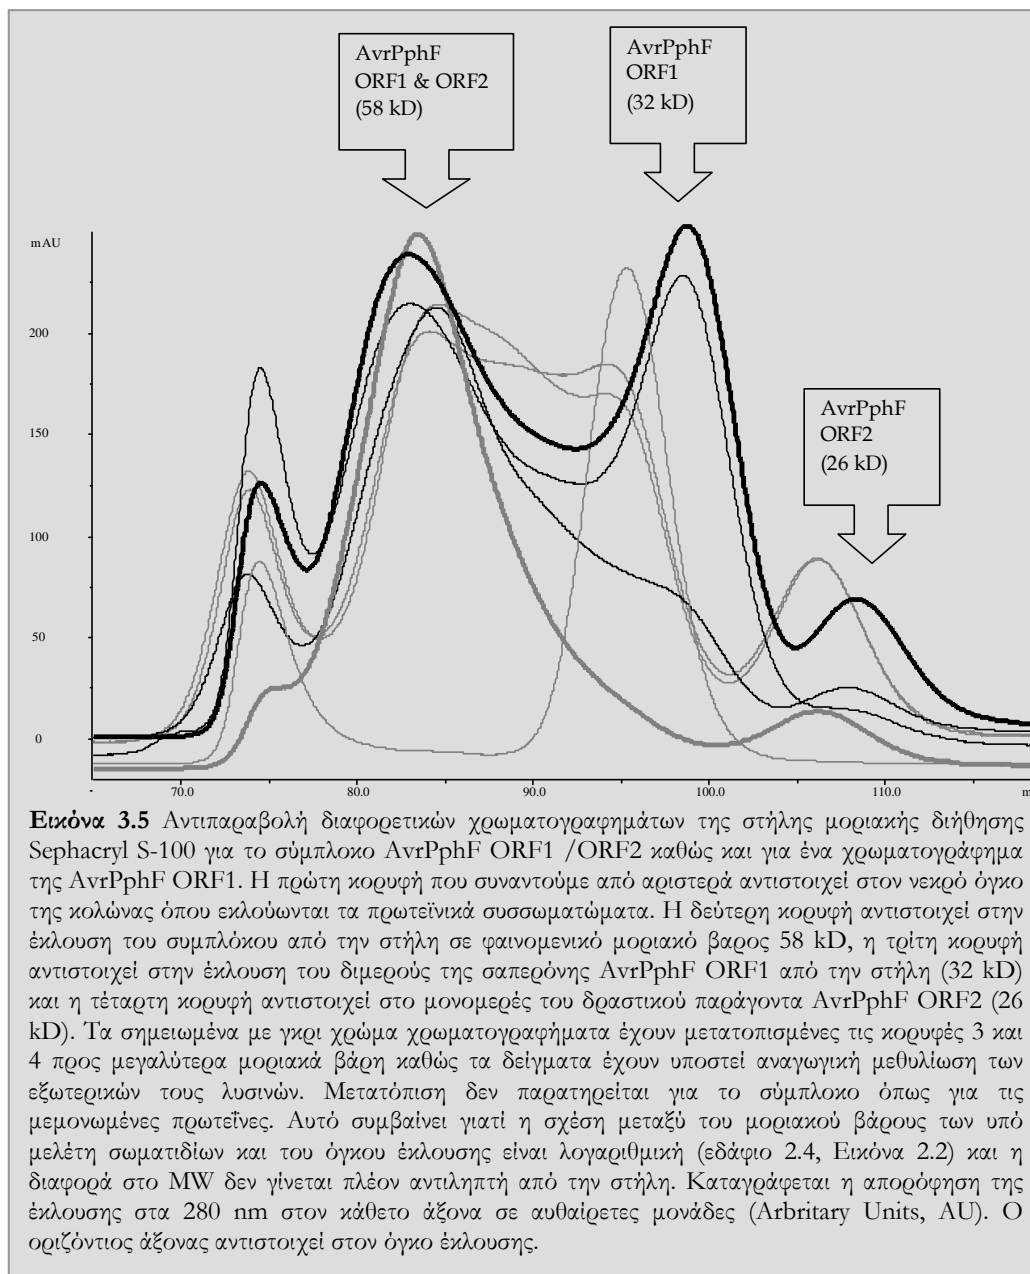 AvrPphF
ORF1 & ORF2
(58 kD)
AvrPphF
ORF1
(32 kD)
AvrPphF
ORF2
(26 kD)
mAU
200
150
100
50
0
70.0
80.0
90.0
100.0
110.0
m
Εικόνα 3.5 Αντιπαραβολή διαφορετικών χρωματογραφημάτων της στήλης μοριακής διήθησης
Sephacryl S-100 για το σύμπλοκο AvrPphF ORF1 /ORF2 καθώς και για ένα χρωματογράφημα
της AvrPphF ORF1. Η πρώτη κορυφή που συναντούμε από αριστερά αντιστοιχεί στον νεκρό όγκο
της κολώνας όπου εκλούωνται τα πρωτεϊνικά συσσωματώματα. Η δεύτερη κορυφή αντιστοιχεί στην
έκλουση του συμπλόκου από την στήλη σε φαινομενικό μοριακό βαρος 58 kD, η τρίτη κορυφή
αντιστοιχεί στην έκλουση του διμερούς της σαπερόνης AvrPphF ORF1 από την στήλη (32 kD)
και η τέταρτη κορυφή αντιστοιχεί στο μονομερές του δραστικού παράγοντα AvrPphF ORF2 (26
kD). Τα σημειωμένα με γκρι χρώμα χρωματογραφήματα έχουν μετατοπισμένες τις κορυφές 3 και
4 προς μεγαλύτερα μοριακά βάρη καθώς τα δείγματα έχουν υποστεί αναγωγική μεθυλίωση των
εξωτερικών τους λυσινών. Μετατόπιση δεν παρατηρείται για το σύμπλοκο όπως για τις
μεμονωμένες πρωτεΐνες. Αυτό συμβαίνει γιατί η σχέση μεταξύ του μοριακού βάρους των υπό
μελέτη σωματιδίων και του όγκου έκλουσης είναι λογαριθμική (εδάφιο 2.4, Εικόνα 2.2) και η
διαφορά στο MW δεν γίνεται πλέον αντιληπτή από την στήλη. Καταγράφεται η απορόφηση της
έκλουσης στα 280 nm στον κάθετο άξονα σε αυθαίρετες μονάδες (Arbritary Units, AU). Ο
οριζόντιος άξονας αντιστοιχεί στον όγκο έκλουσης.